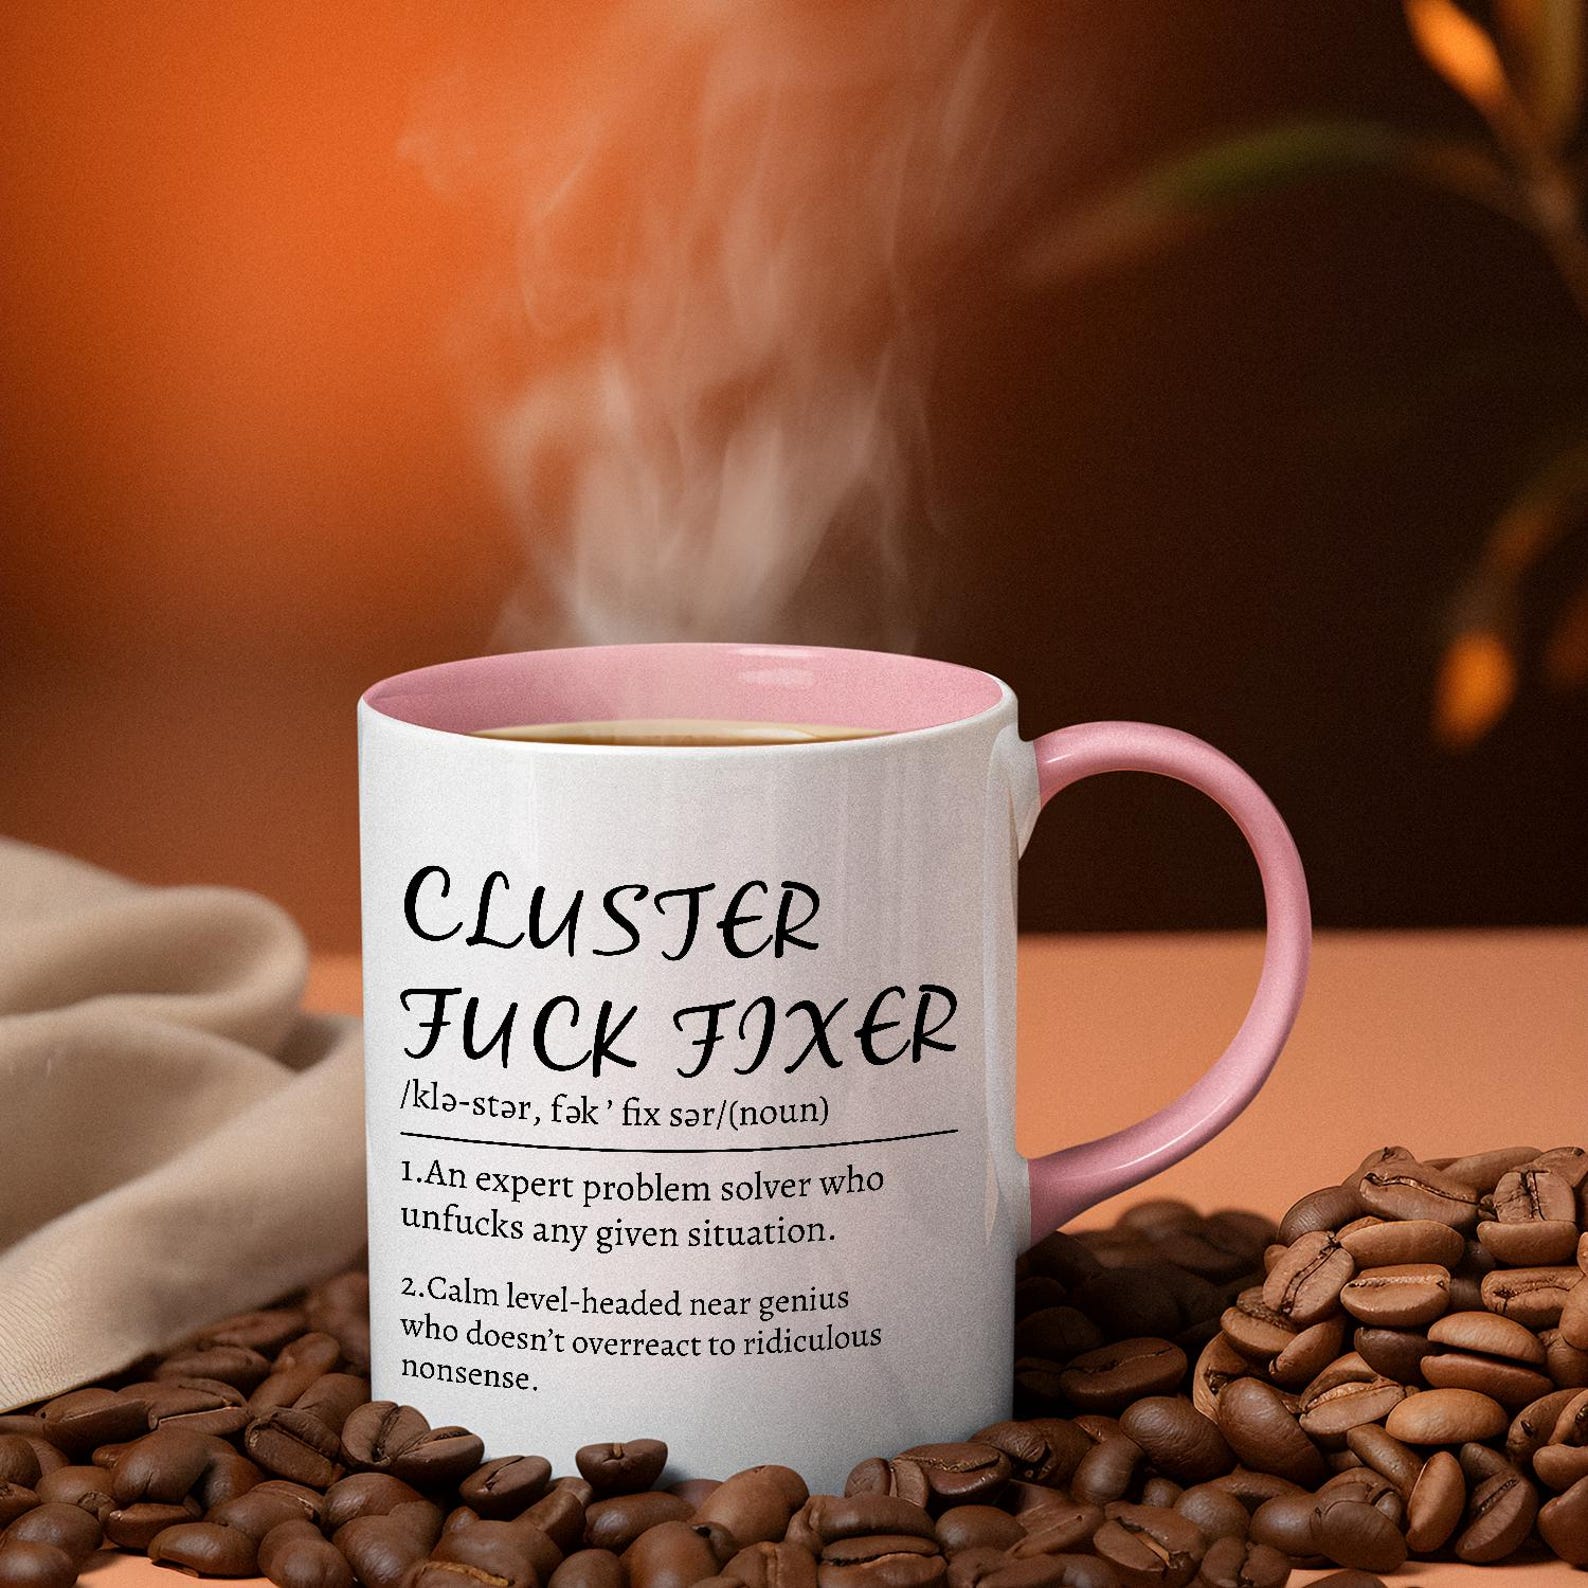 CLUSTER
FUCK FIXER
/klə-stər, fək ’ fix sər/(noun)
1.An expert problem solver who
unfucks any given situation.
2.Calm level-headed near genius
who doesn’t overreact to ridiculous
nonsense.